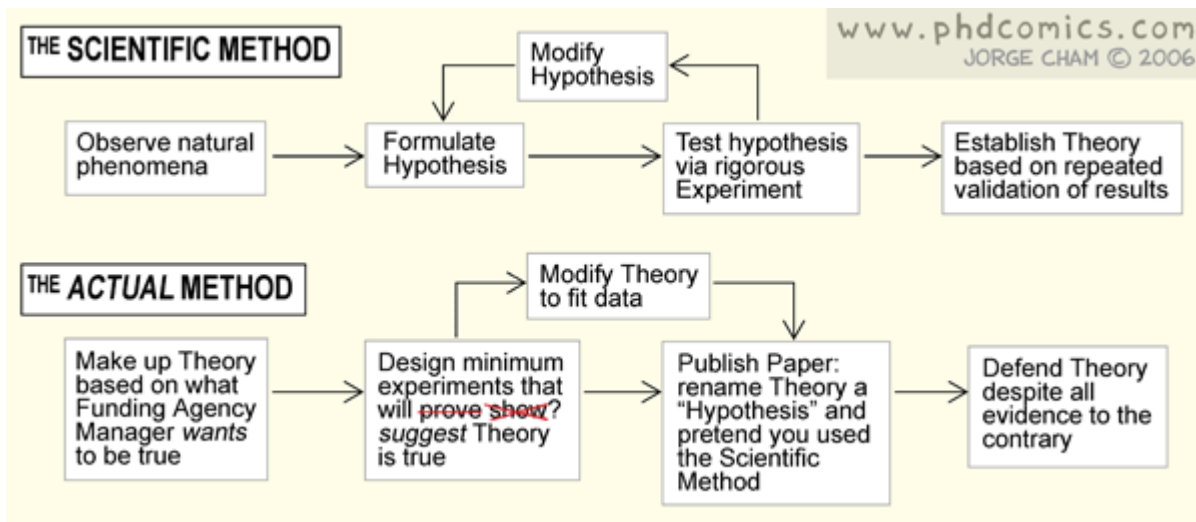 www.phdcomics.com
JORGE CHAM © 2006
THE SCIENTIFIC METHOD
Observe natural
phenomena
Formulate
Hypothesis
Modify
Hypothesis
Test hypothesis
via rigorous
Experiment
Establish Theory
based on repeated
validation of results
THE ACTUAL METHOD
Make up Theory
based on what
Funding Agency
Manager wants
to be true
Design minimum
experiments that
will prove show?
suggest Theory
is true
Modify Theory
to fit data
Publish Paper:
rename Theory a
“Hypothesis” and
pretend you used
the Scientific
Method
Defend Theory
despite all
evidence to the
contrary